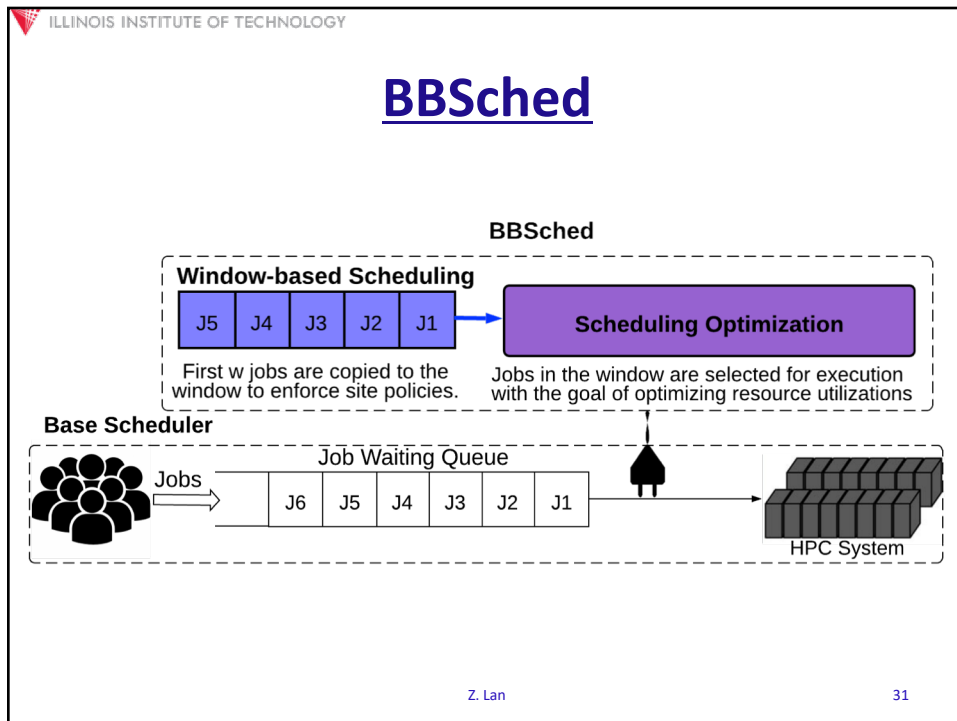 ILLINOIS INSTITUTE OF TECHNOLOGY
BBSched
BBSched
Window-based Scheduling
J5 J4 J3 J2 J1
Scheduling Optimization
First w jobs are copied to the
window to enforce site policies.
Jobs in the window are selected for execution
with the goal of optimizing resource utilizations
Base Scheduler
Job Waiting Queue
Jobs
J6 J5 J4 J3 J2 J1
HPC System
Z. Lan
31